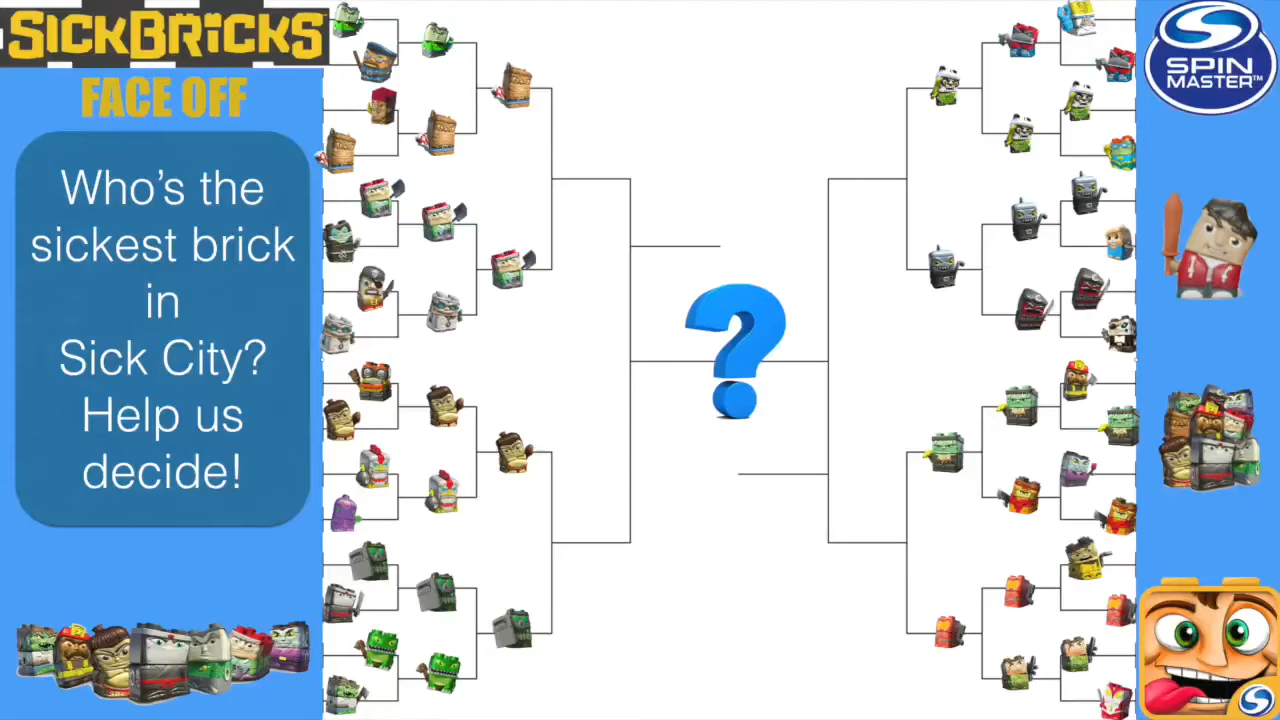 SICKBRICKS
FACE OFF
Who's the
sickest brick
in
Sick City?
Help us
decide!
?
SPIN
MASTER™